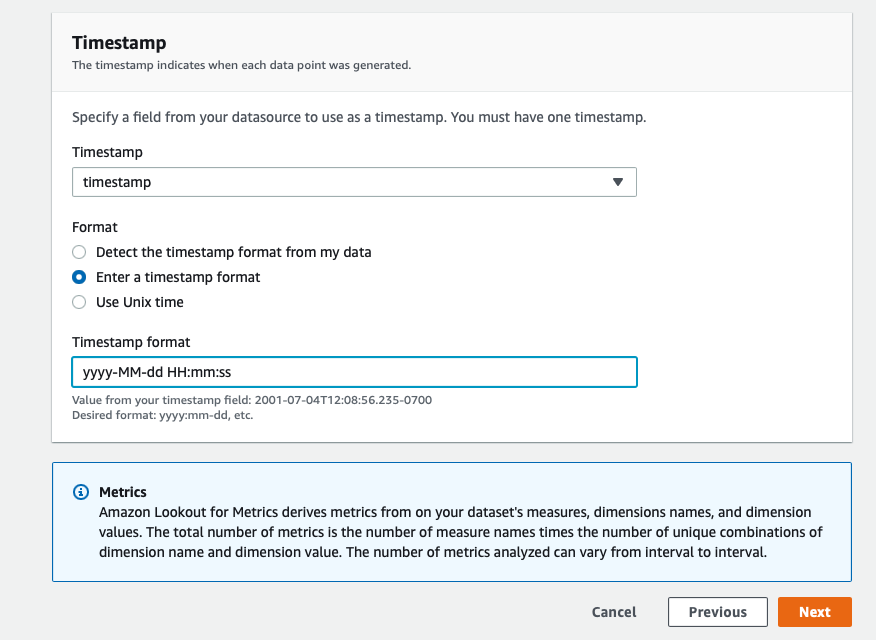 Timestamp
The timestamp indicates when each data point was generated.
Specify a field from your datasource to use as a timestamp. You must have one timestamp.
Timestamp
timestamp
Format
Detect the timestamp format from my data
Enter a timestamp format
Use Unix time
Timestamp format
yyyy-MM-dd HH:mm:ss
Value from your timestamp field: 2001-07-04T12:08:56.235-0700
Desired format: yyyy:mm-dd, etc.
Metrics
Amazon Lookout for Metrics derives metrics from on your dataset's measures, dimensions names, and dimension
values. The total number of metrics is the number of measure names times the number of unique combinations of
dimension name and dimension value. The number of metrics analyzed can vary from interval to interval.
Cancel
Previous
Next